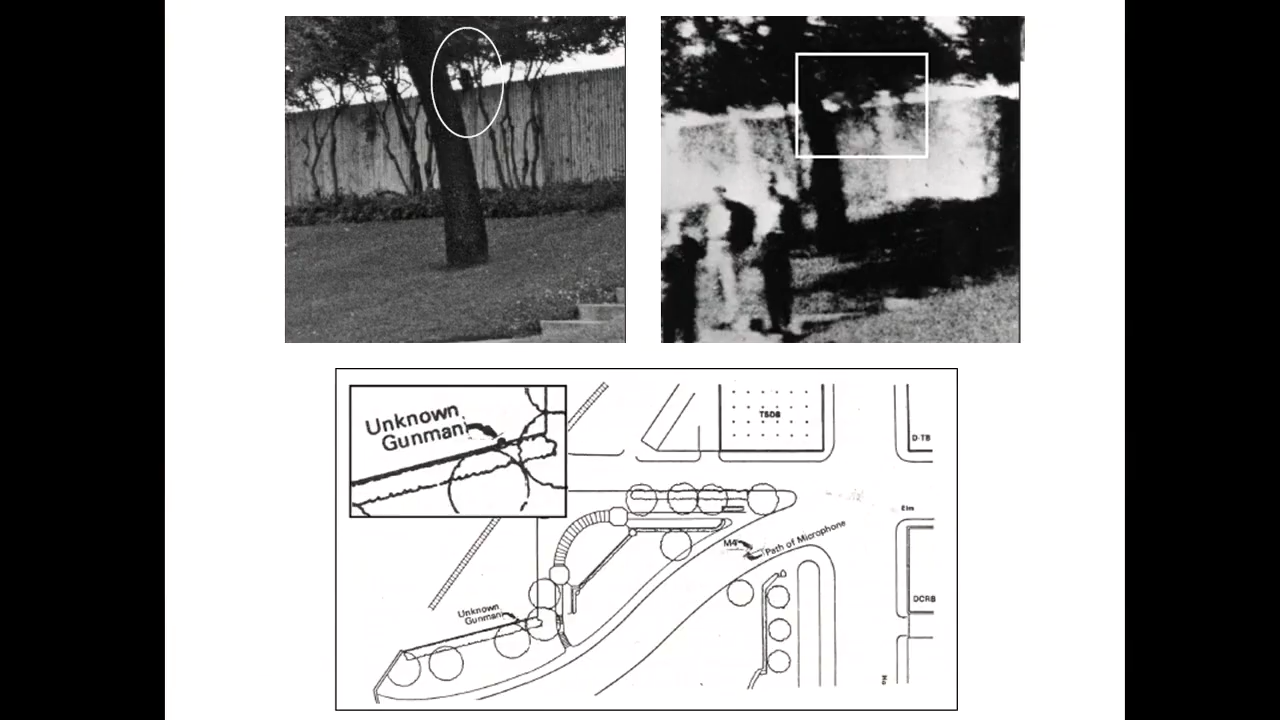 Unknown
Gunman
TSDB
D-TB
Elm
M4
Path of Microphone
DCRB
Unknown
Gunman